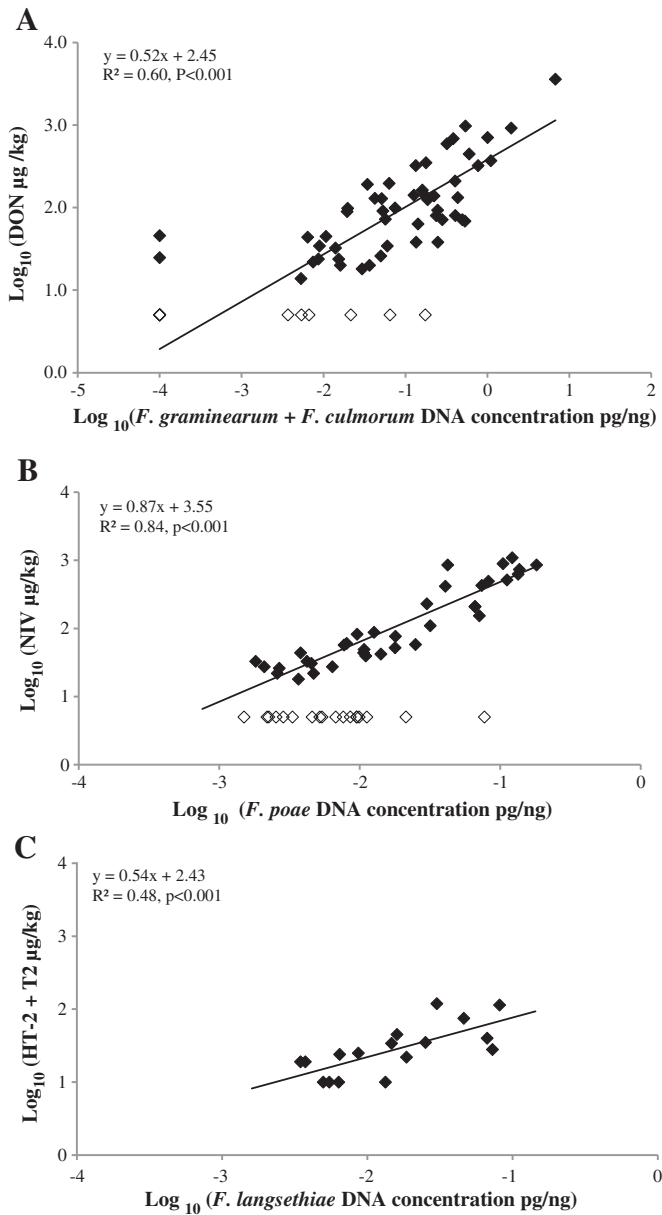 A
y = 0.52x + 2.45
R² = 0.60, P<0.001
Log₁₀ (DON µg /kg)
4.0
3.0
2.0
1.0
0.0
-5 -4 -3 -2 -1 0 1 2
Log ₁₀(F. graminearum + F. culmorum DNA concentration pg/ng)
B
y = 0.87x + 3.55
R² = 0.84, p<0.001
Log₁₀ (NIV µg/kg)
4
3
2
1
0
-4 -3 -2 -1 0
Log ₁₀ (F. poae DNA concentration pg/ng)
C
y = 0.54x + 2.43
R² = 0.48, p<0.001
Log₁₀ (HT-2 + T2 µg/kg)
4
3
2
1
0
-4 -3 -2 -1 0
Log ₁₀ (F. langsethiae DNA concentration pg/ng)